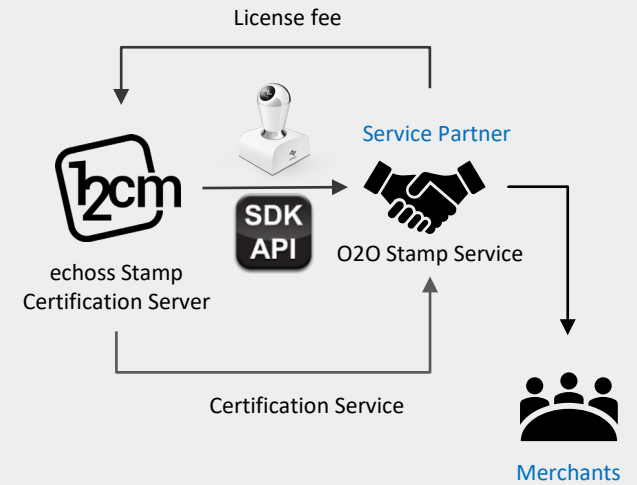 License fee
Service Partner
12cm
SDK
API
O2O Stamp Service
echoss Stamp
Certification Server
Certification Service
Merchants